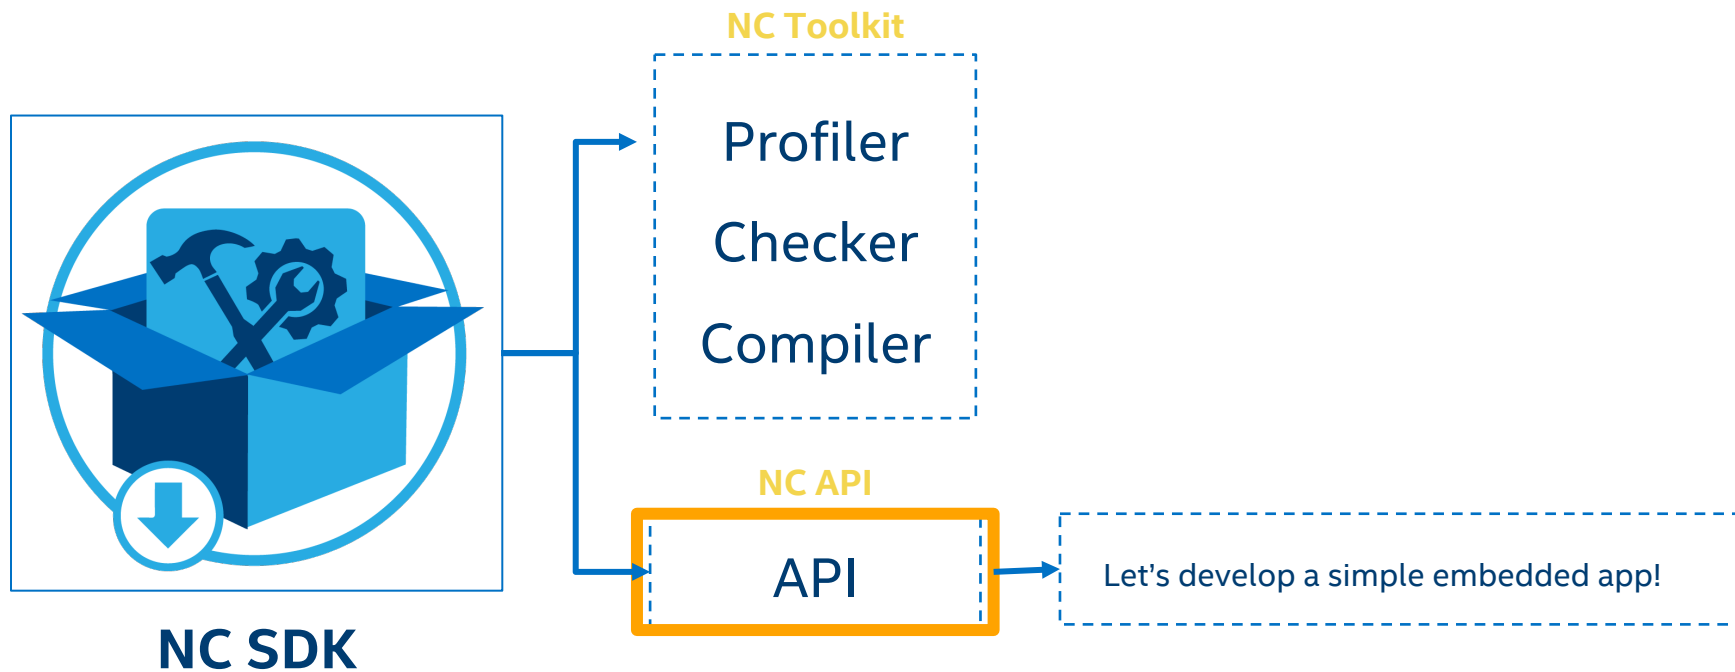 NC Toolkit
Profiler
Checker
Compiler
NC API
API
Let’s develop a simple embedded app!
NC SDK